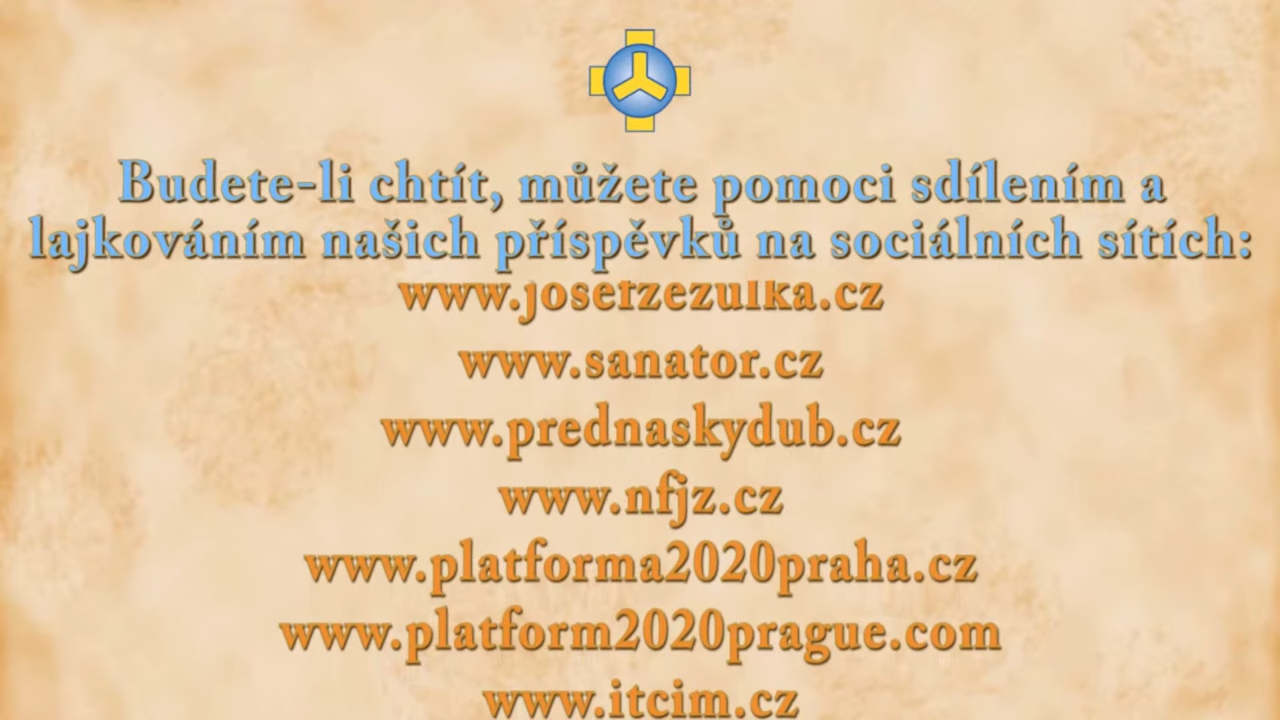 Budete-li chtít, můžete pomoci sdílením a
lajkováním našich příspěvků na sociálních sítích:
www.josefzezulka.cz
www.sanator.cz
www.prednaskydub.cz
www.nfjz.cz
www.platforma2020praha.cz
www.platform2020prague.com
www.itcim.cz